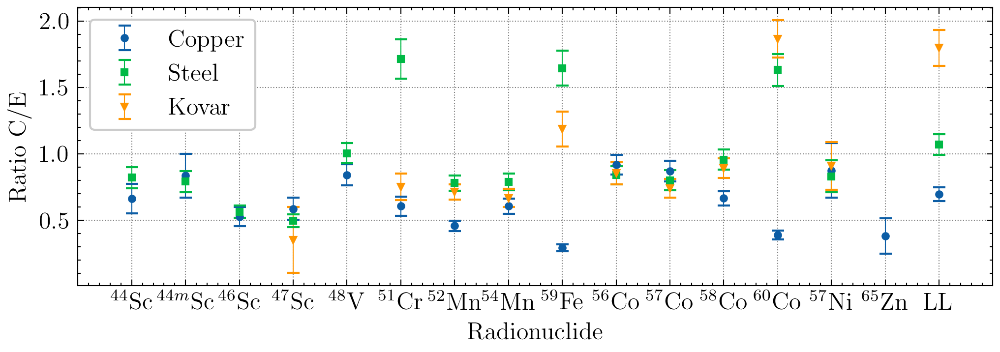 2.0
1.5
1.0
0.5
Ratio C/E
Copper
Steel
Kovar
⁴⁴Sc ⁴⁴ᵐSc ⁴⁶Sc ⁴⁷Sc ⁴⁸V ⁵¹Cr ⁵²Mn ⁵⁴Mn ⁵⁹Fe ⁵⁶Co ⁵⁷Co ⁵⁸Co ⁶⁰Co ⁵⁷Ni ⁶⁵Zn LL
Radionuclide